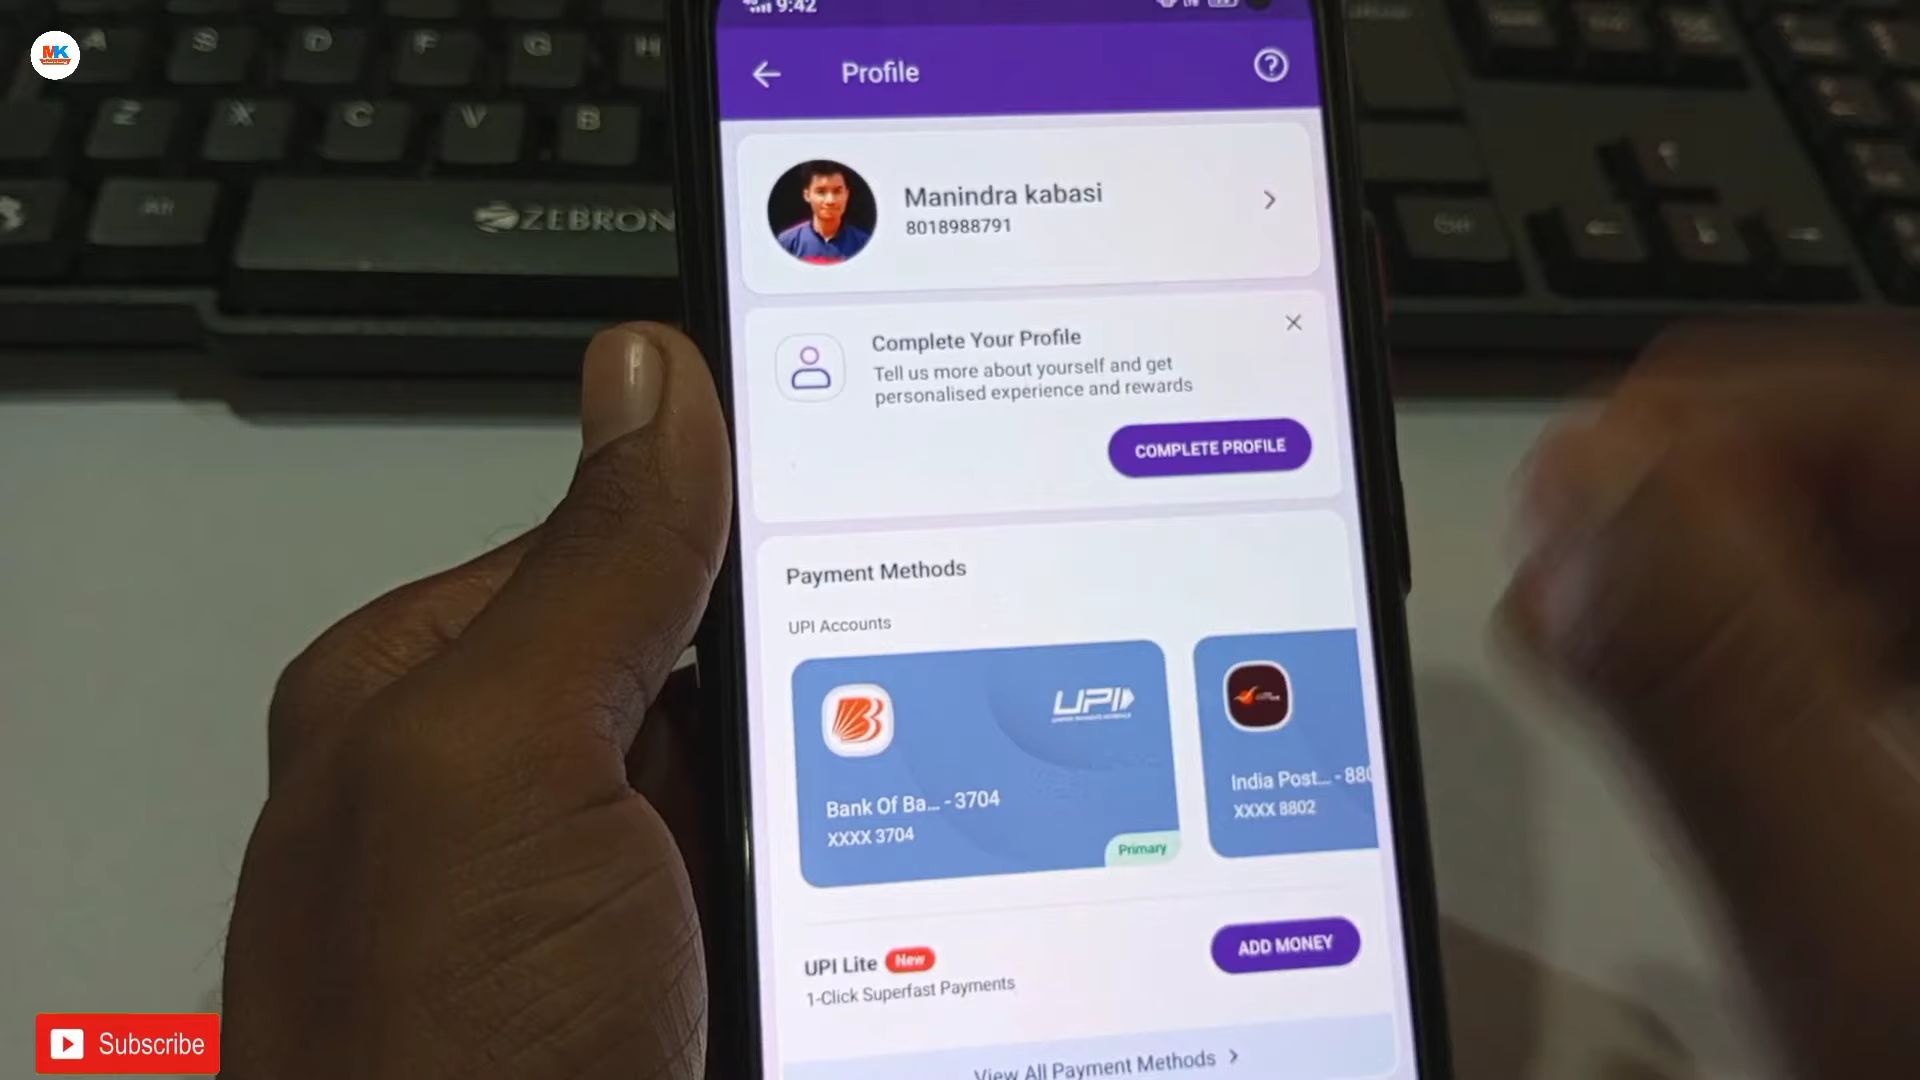 9:42
MK
A S D F G H
Profile
?
Z X C V B
Manindra kabasi
8018988791
Alt
ZEBRON
Complete Your Profile
Tell us more about yourself and get
personalised experience and rewards
COMPLETE PROFILE
Payment Methods
UPI Accounts
UPI
Bank Of Ba... - 3704
XXXX 3704
Primary
India Post... - 880
XXXX 8802
UPI Lite New
1-Click Superfast Payments
ADD MONEY
View All Payment Methods
Subscribe